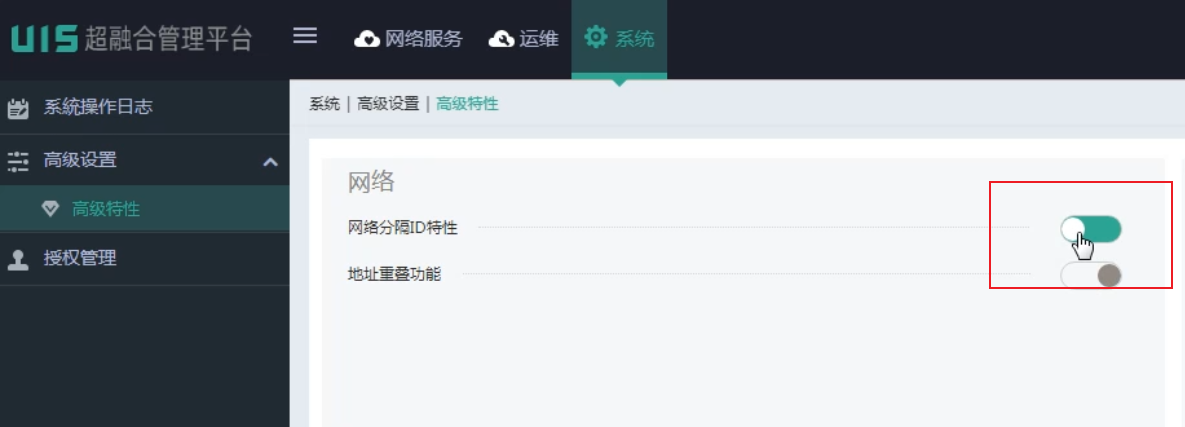 UIS 超融合管理平台 网络服务 运维 系统
系统操作日志
高级设置
高级特性
授权管理
系统 | 高级设置 | 高级特性
网络
网络分隔ID特性
地址重叠功能